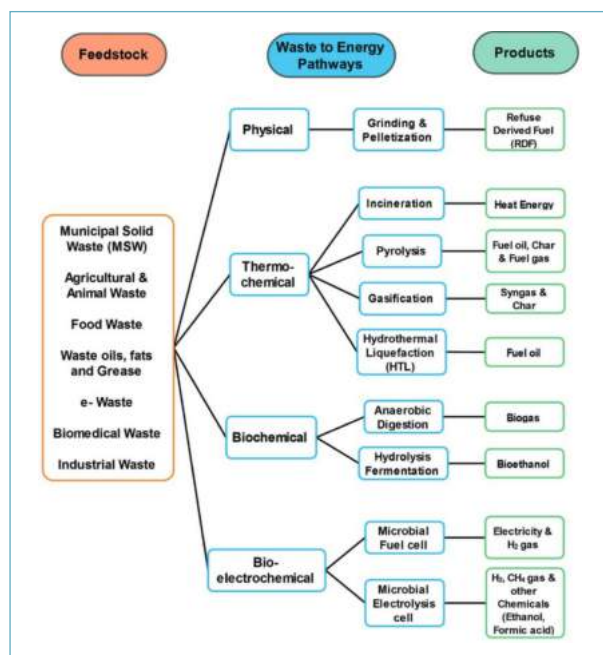 Feedstock
Waste to Energy
Pathways
Products
Municipal Solid
Waste (MSW)
Agricultural &
Animal Waste
Food Waste
Waste oils, fats
and Grease
e- Waste
Biomedical Waste
Industrial Waste
Physical
Grinding &
Pelletization
Refuse
Derived Fuel
(RDF)
Thermo-
chemical
Incineration
Heat Energy
Pyrolysis
Fuel oil, Char
& Fuel gas
Gasification
Syngas &
Char
Hydrothermal
Liquefaction
(HTL)
Fuel oil
Biochemical
Anaerobic
Digestion
Biogas
Hydrolysis
Fermentation
Bioethanol
Bio-
electrochemical
Microbial
Fuel cell
Electricity &
H₂ gas
Microbial
Electrolysis
cell
H₂, CH₄ gas &
other
Chemicals
(Ethanol,
Formic acid)